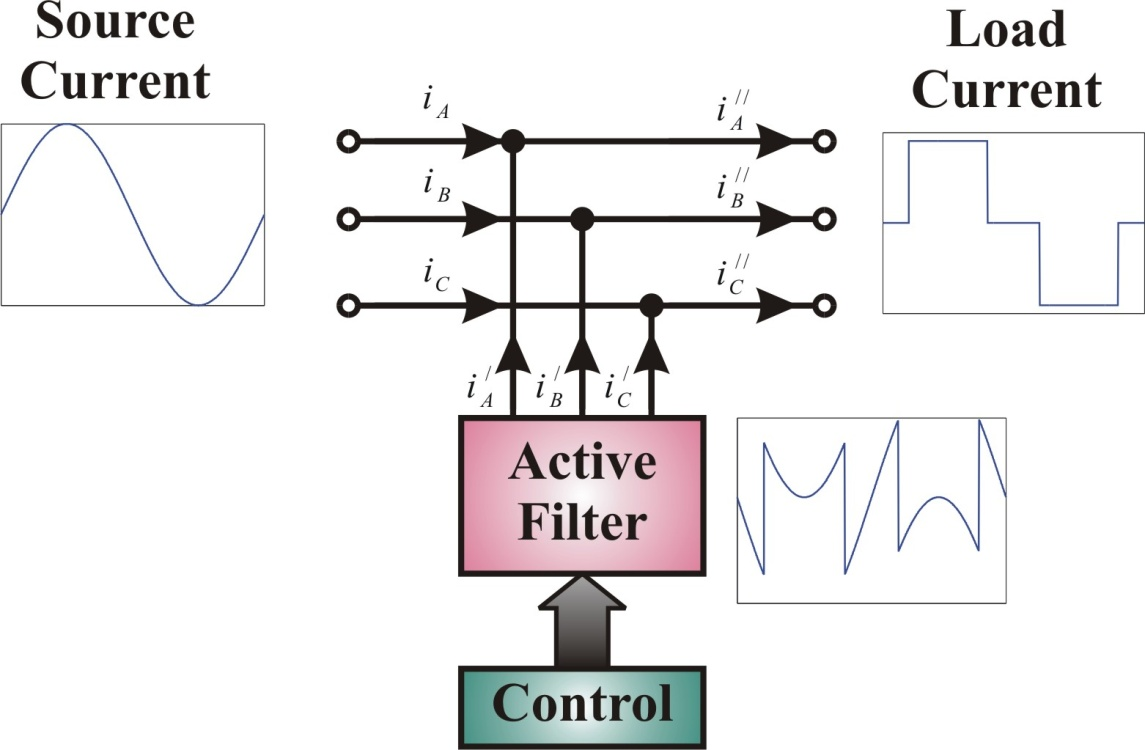 Source
Current
Load
Current
i_A
i_A''
i_B
i_B''
i_C
i_C''
i_A' i_B' i_C'
Active
Filter
Control